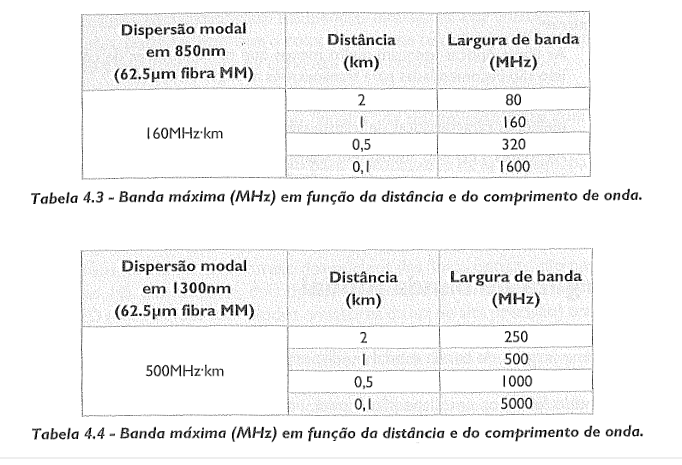 Dispersão modal
em 850nm
(62.5µm fibra MM)
Distância
(km)
Largura de banda
(MHz)
160MHz·km
2 80
1 160
0,5 320
0,1 1600
Tabela 4.3 - Banda máxima (MHz) em função da distância e do comprimento de onda.
Dispersão modal
em 1300nm
(62.5µm fibra MM)
Distância
(km)
Largura de banda
(MHz)
500MHz·km
2 250
1 500
0,5 1000
0,1 5000
Tabela 4.4 - Banda máxima (MHz) em função da distância e do comprimento de onda.